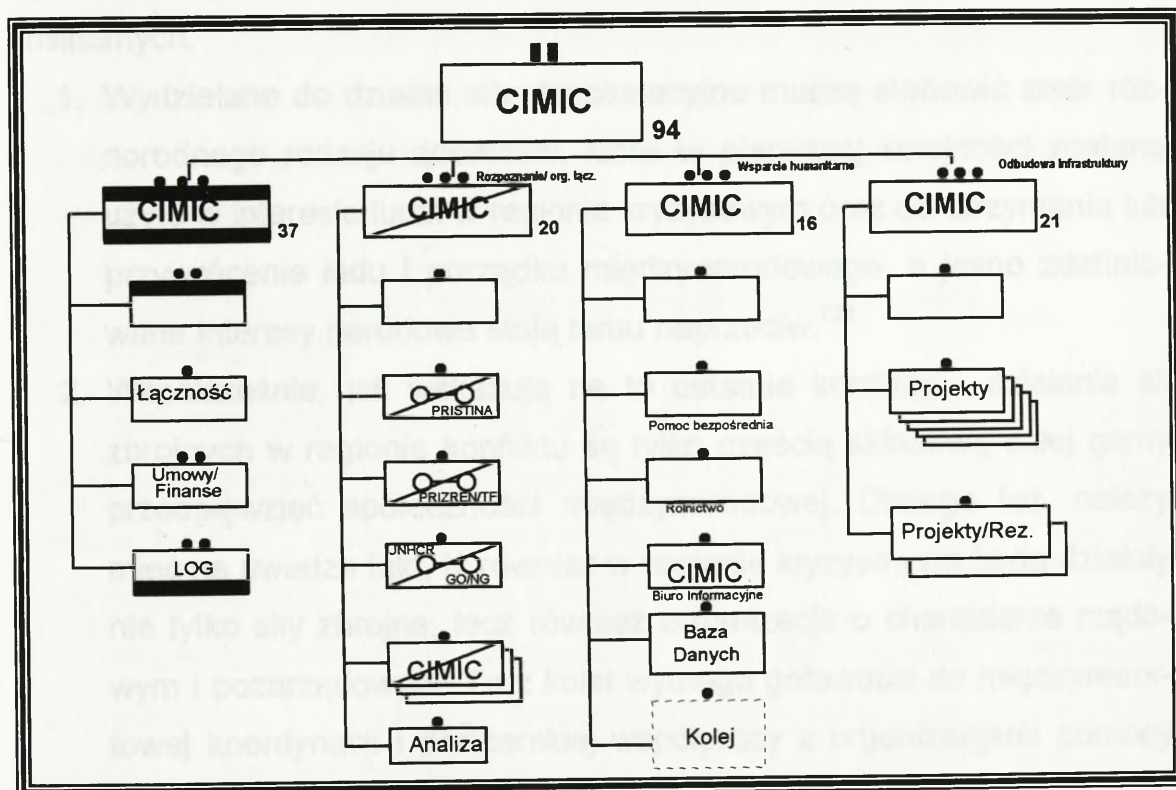 CIMIC
94
CIMIC
37
Rozpoznanie/ org. łącz.
CIMIC
20
Wsparcie humanitarne
CIMIC
16
Odbudowa Infrastruktury
CIMIC
21
Łączność
Umowy/
Finanse
LOG
PRISTINA
PRIZREN/TF
JNHCR
GO/NG
CIMIC
Analiza
Pomoc bezpośrednia
Rolnictwo
CIMIC
Biuro Informacyjne
Baza
Danych
Kolej
Projekty
Projekty/Rez.